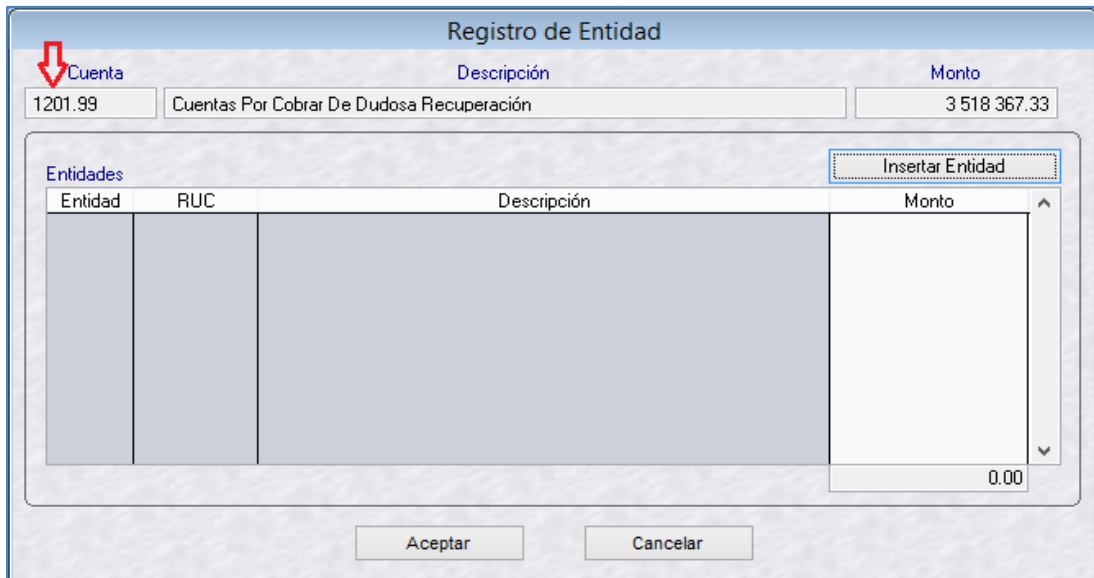 Registro de Entidad
Cuenta Descripción Monto
1201.99 Cuentas Por Cobrar De Dudosa Recuperación 3 518 367.33
Entidades Insertar Entidad
Entidad RUC Descripción Monto
0.00
Aceptar Cancelar